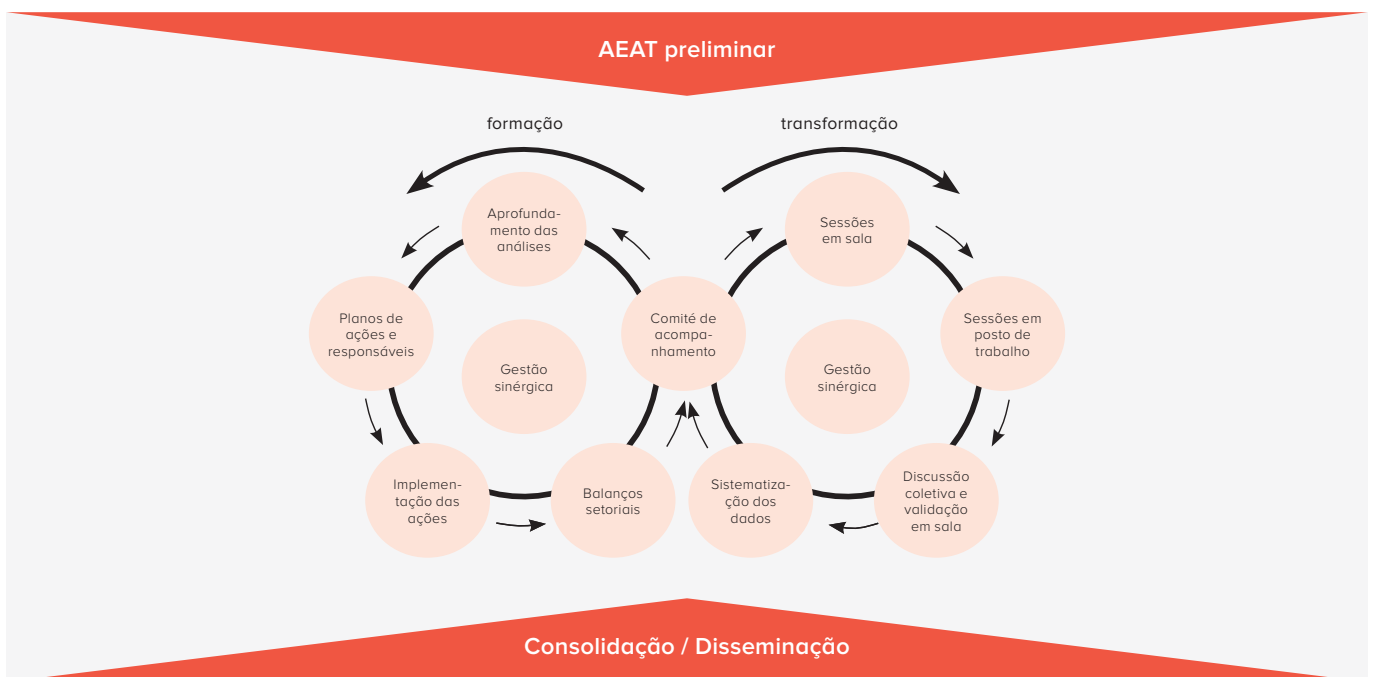 AEAT preliminar
formação
transformação
Aprofunda-
mento das
análises
Sessões
em sala
Planos de
ações e
responsáveis
Comité de
acompa-
nhamento
Sessões em
posto de
trabalho
Gestão
sinérgica
Gestão
sinérgica
Implemen-
tação das
ações
Balanços
setoriais
Sistematiza-
ção dos
dados
Discussão
coletiva e
validação
em sala
Consolidação / Disseminação